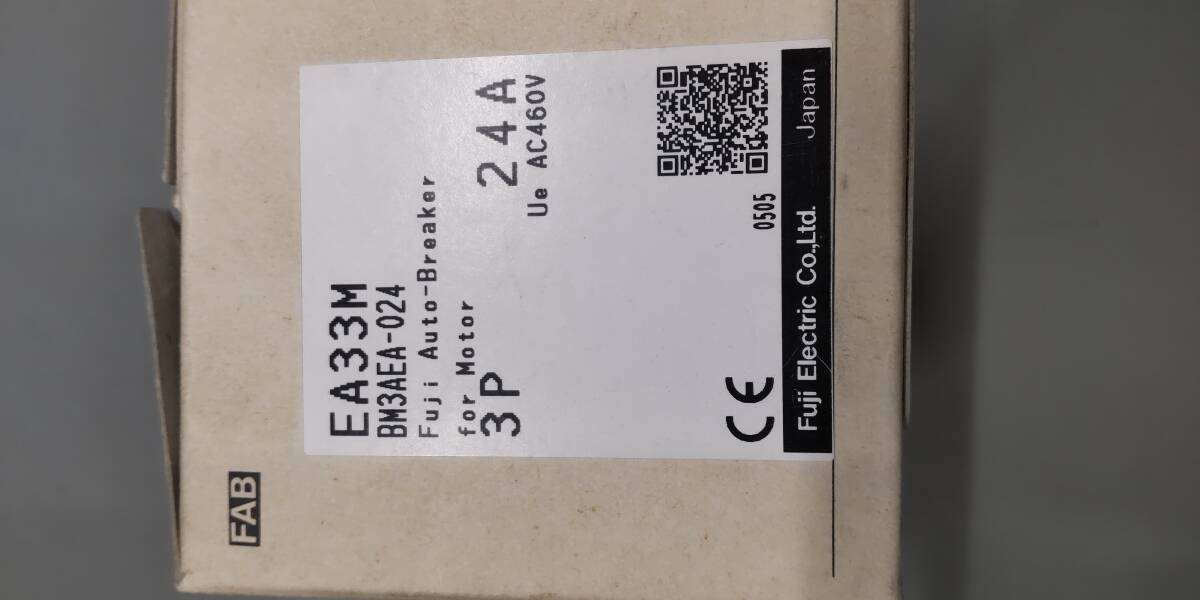 FAB
EA33M
BM3AEA-024
Fuji Auto-Breaker
for Motor
3P 24A
Ue AC460V
0505
CE
Fuji Electric Co.,Ltd. Japan